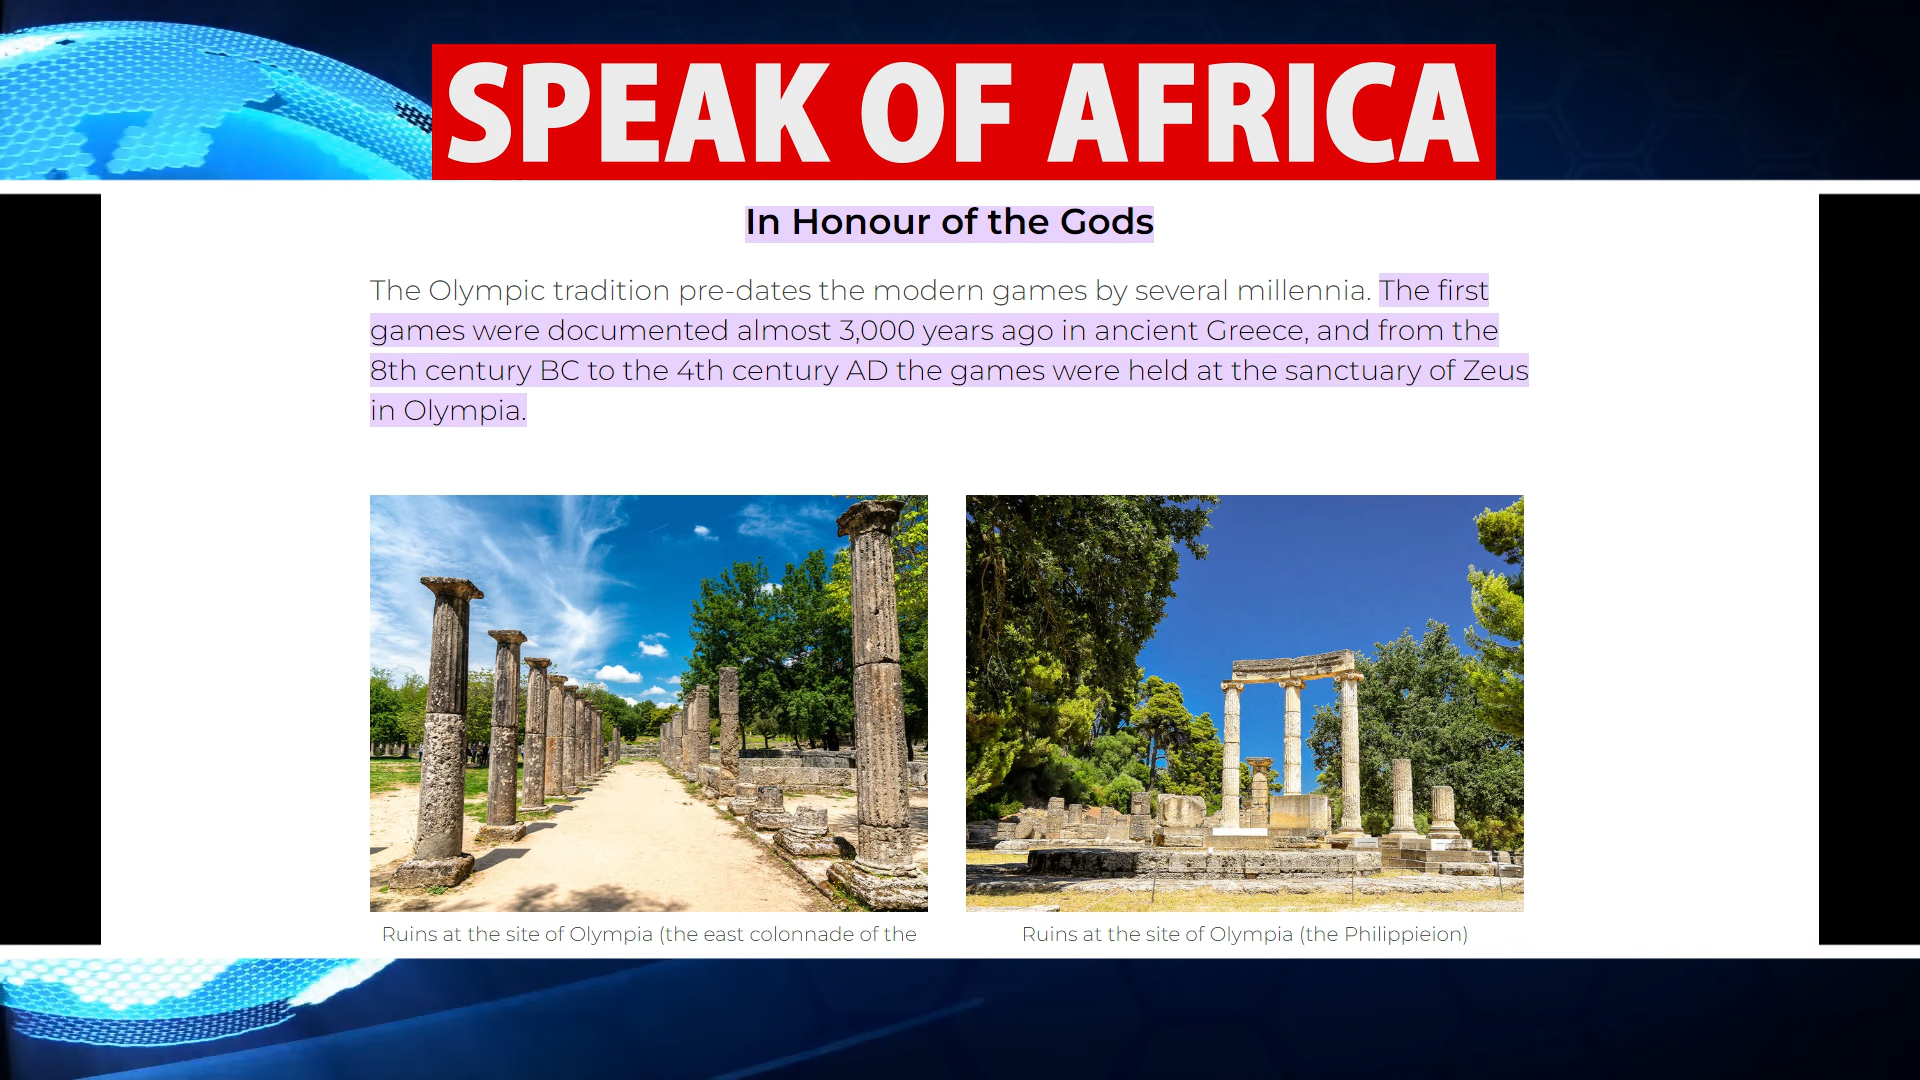 SPEAK OF AFRICA
In Honour of the Gods
The Olympic tradition pre-dates the modern games by several millennia. The first
games were documented almost 3,000 years ago in ancient Greece, and from the
8th century BC to the 4th century AD the games were held at the sanctuary of Zeus
in Olympia.
Ruins at the site of Olympia (the east colonnade of the
Ruins at the site of Olympia (the Philippieion)